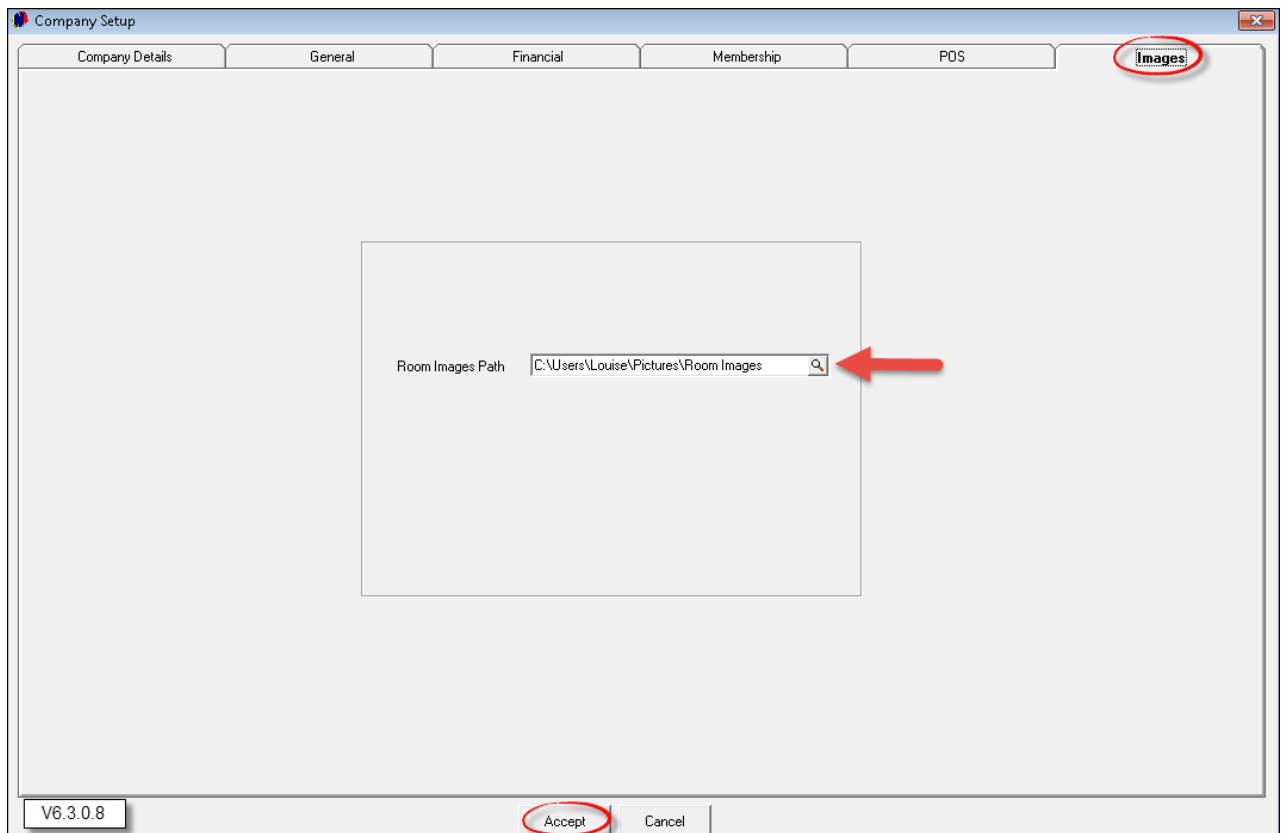 Company Setup
Company Details General Financial Membership POS Images
Room Images Path C:\Users\Louise\Pictures\Room Images
V6.3.0.8
Accept Cancel